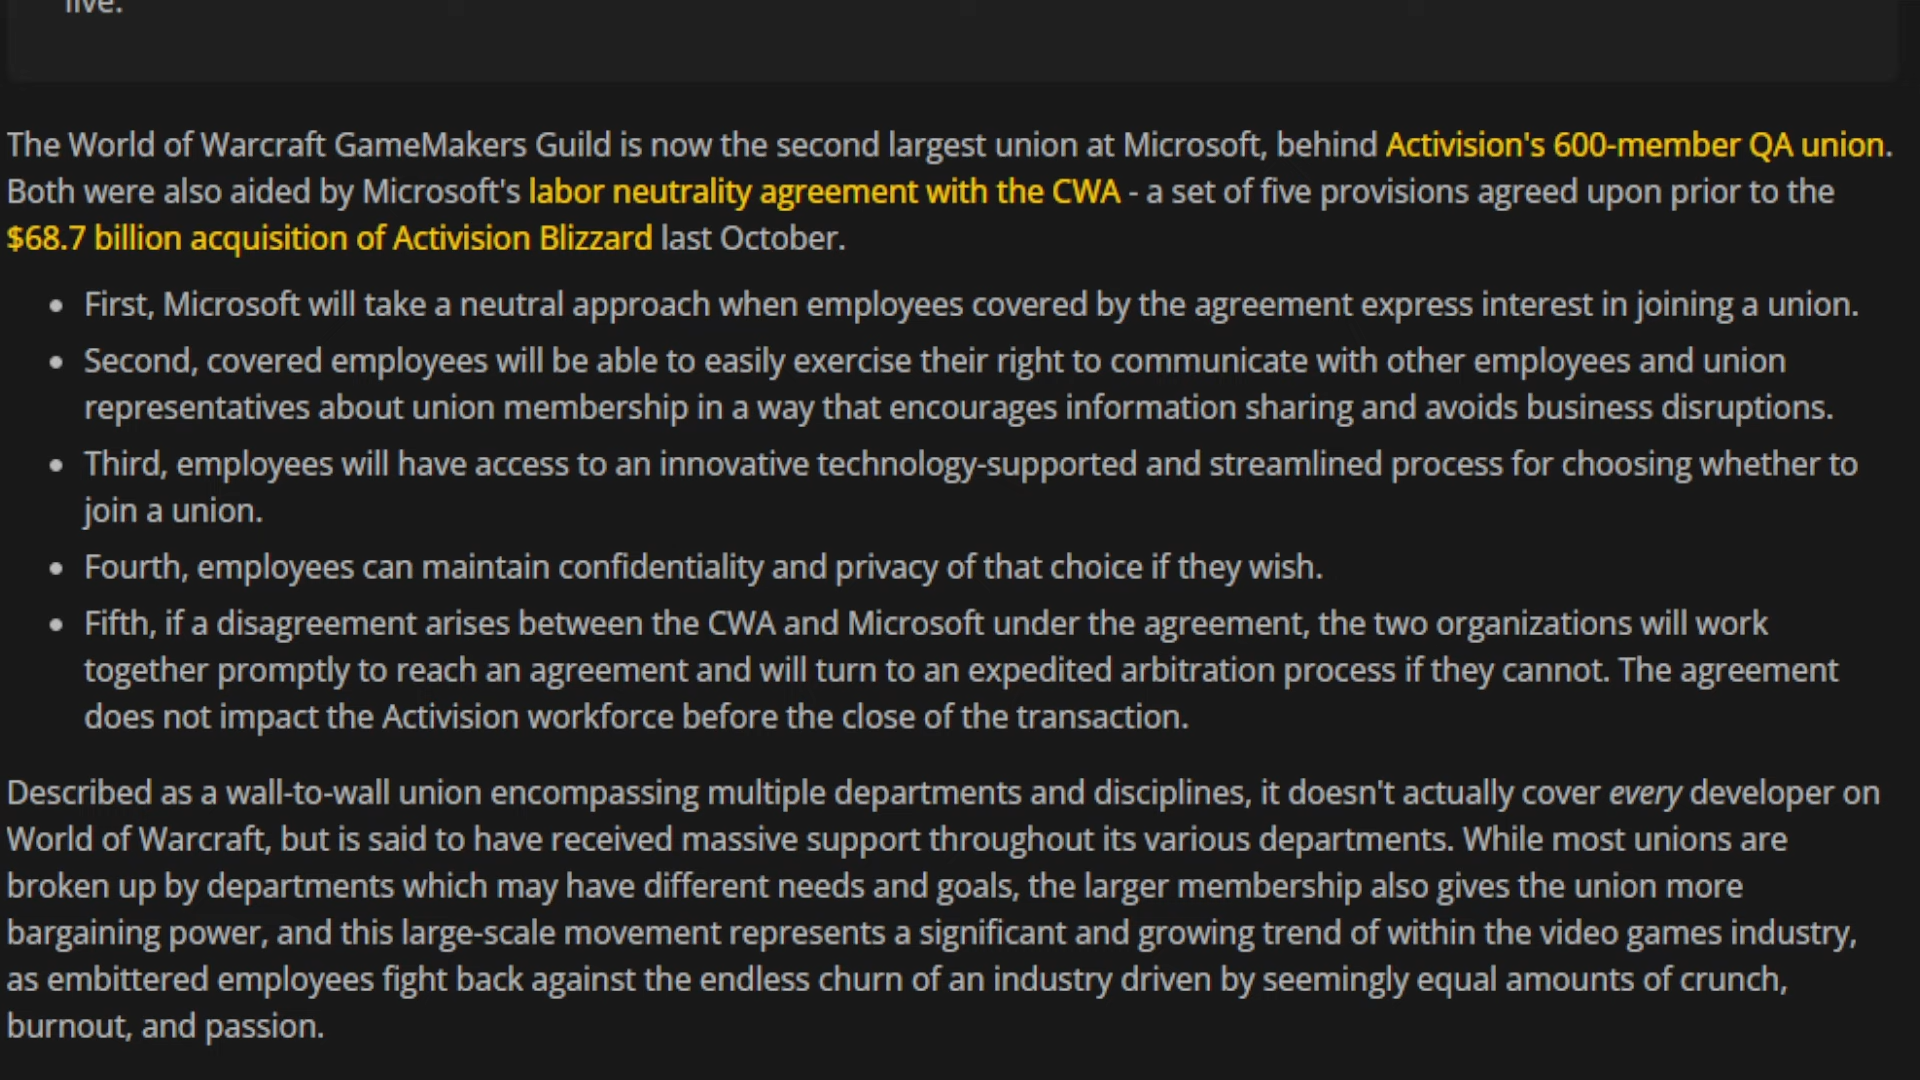 live.
The World of Warcraft GameMakers Guild is now the second largest union at Microsoft, behind Activision's 600-member QA union.
Both were also aided by Microsoft's labor neutrality agreement with the CWA - a set of five provisions agreed upon prior to the
$68.7 billion acquisition of Activision Blizzard last October.
• First, Microsoft will take a neutral approach when employees covered by the agreement express interest in joining a union.
• Second, covered employees will be able to easily exercise their right to communicate with other employees and union
representatives about union membership in a way that encourages information sharing and avoids business disruptions.
• Third, employees will have access to an innovative technology-supported and streamlined process for choosing whether to
join a union.
• Fourth, employees can maintain confidentiality and privacy of that choice if they wish.
• Fifth, if a disagreement arises between the CWA and Microsoft under the agreement, the two organizations will work
together promptly to reach an agreement and will turn to an expedited arbitration process if they cannot. The agreement
does not impact the Activision workforce before the close of the transaction.
Described as a wall-to-wall union encompassing multiple departments and disciplines, it doesn't actually cover every developer on
World of Warcraft, but is said to have received massive support throughout its various departments. While most unions are
broken up by departments which may have different needs and goals, the larger membership also gives the union more
bargaining power, and this large-scale movement represents a significant and growing trend of within the video games industry,
as embittered employees fight back against the endless churn of an industry driven by seemingly equal amounts of crunch,
burnout, and passion.